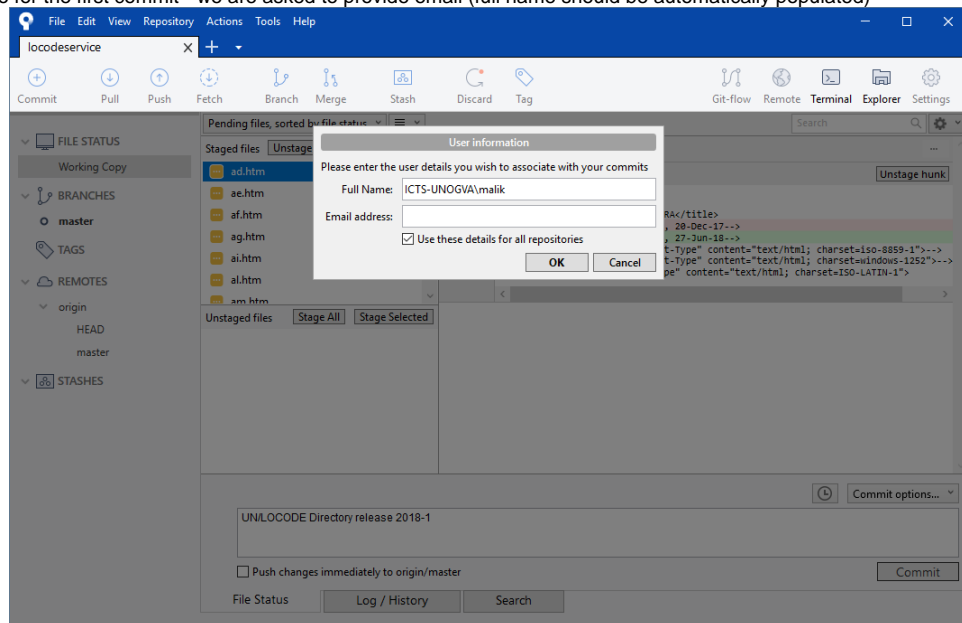 for the first commit - we are asked to provide email (full name should be automatically populated)
File Edit View Repository Actions Tools Help
locodeservice
Commit Pull Push Fetch Branch Merge Stash Discard Tag Git-flow Remote Terminal Explorer Settings
Pending files, sorted by file status
Search
FILE STATUS
Working Copy
BRANCHES
master
TAGS
REMOTES
origin
HEAD
master
STASHES
Staged files Unstage
ad.htm
ae.htm
af.htm
ag.htm
ai.htm
al.htm
am.htm
Unstaged files Stage All Stage Selected
User information
Please enter the user details you wish to associate with your commits
Full Name: ICTS-UNOGVA\malik
Email address:
Use these details for all repositories
OK Cancel
...
Unstage hunk
RA</title>
, 20-Dec-17-->
, 27-Jun-18-->
t-Type" content="text/html; charset=iso-8859-1">-->
t-Type" content="text/html; charset=windows-1252">-->
pe" content="text/html; charset=ISO-LATIN-1">
Commit options...
UN/LOCODE Directory release 2018-1
Push changes immediately to origin/master
Commit
File Status Log / History Search